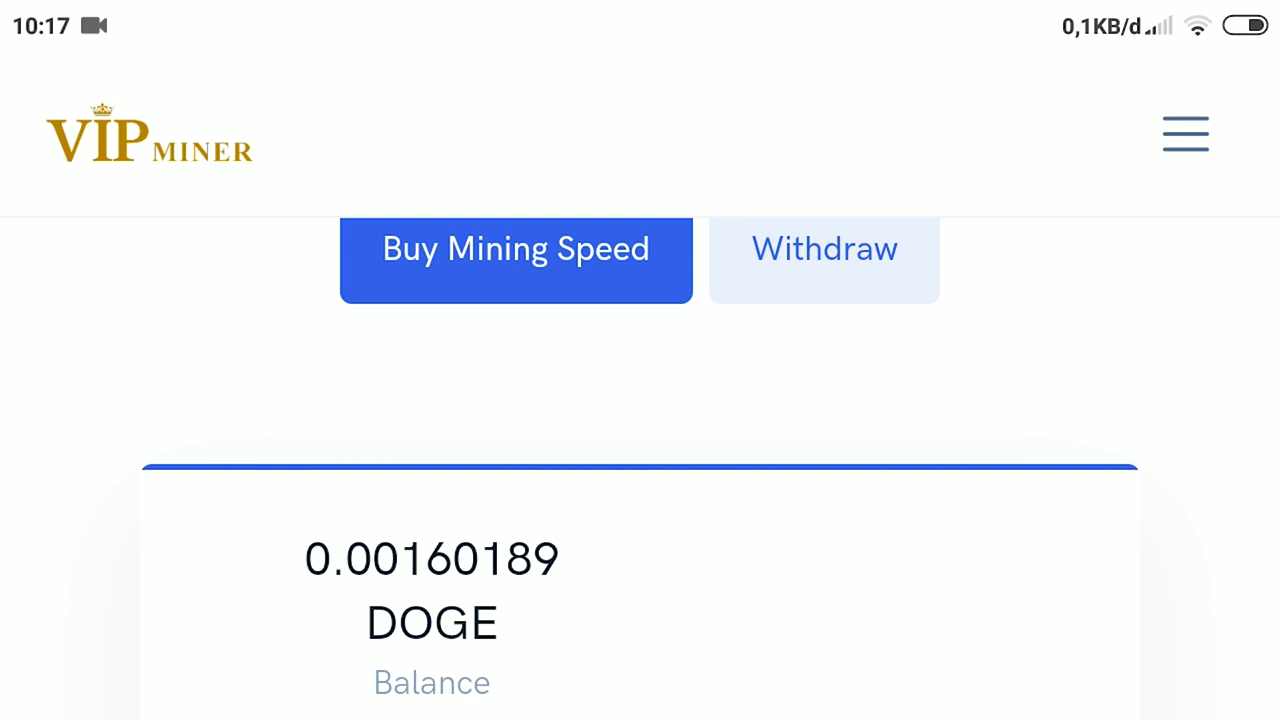 10:17 0,1KB/d
VIP MINER
Buy Mining Speed Withdraw
0.00160189
DOGE
Balance